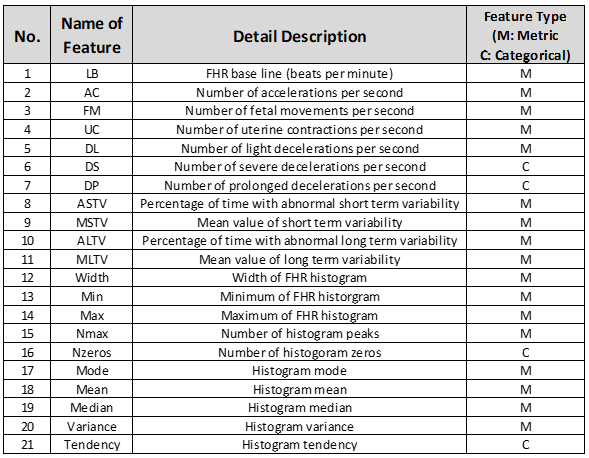 No. Name of Feature Detail Description Feature Type (M: Metric C: Categorical)
1 LB FHR base line (beats per minute) M
2 AC Number of accelerations per second M
3 FM Number of fetal movements per second M
4 UC Number of uterine contractions per second M
5 DL Number of light decelerations per second M
6 DS Number of severe decelerations per second C
7 DP Number of prolonged decelerations per second C
8 ASTV Percentage of time with abnormal short term variability M
9 MSTV Mean value of short term variability M
10 ALTV Percentage of time with abnormal long term variability M
11 MLTV Mean value of long term variability M
12 Width Width of FHR histogram M
13 Min Minimum of FHR historgram M
14 Max Maximum of FHR histogram M
15 Nmax Number of histogram peaks M
16 Nzeros Number of histogoram zeros C
17 Mode Histogram mode M
18 Mean Histogram mean M
19 Median Histogram median M
20 Variance Histogram variance M
21 Tendency Histogram tendency C